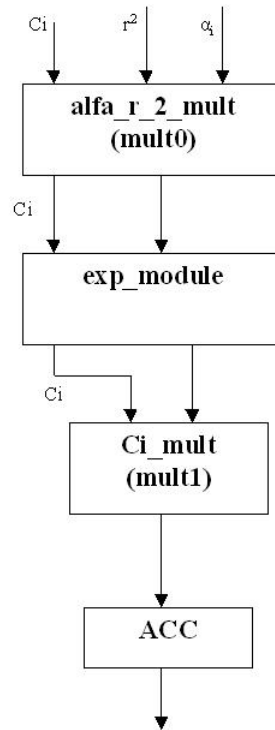 Ci r² αi
alfa_r_2_mult
(mult0)
Ci
exp_module
Ci
Ci_mult
(mult1)
ACC